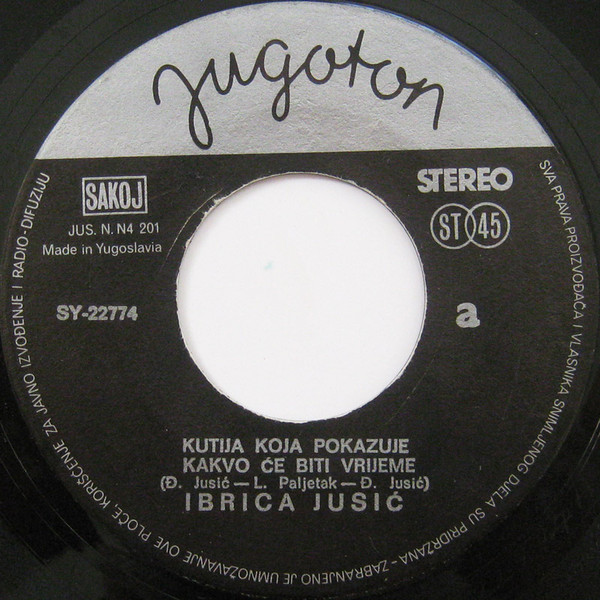 jugoton
SAKOJ
JUS. N. N4 201
Made in Yugoslavia
STEREO
ST 45
SY-22774
a
KUTIJA KOJA POKAZUJE
KAKVO ĆE BITI VRIJEME
(Đ. Jusić — L. Paljetak — Đ. Jusić)
IBRICA JUSIĆ
SVA PRAVA PROIZVOĐAČA I VLASNIKA SNIMLJENOG DJELA SU PRIDRŽANA - ZABRANJENO JE UMNOŽAVANJE OVE PLOČE, KORIŠĆENJE ZA JAVNO IZVOĐENJE I RADIO-DIFUZIJU